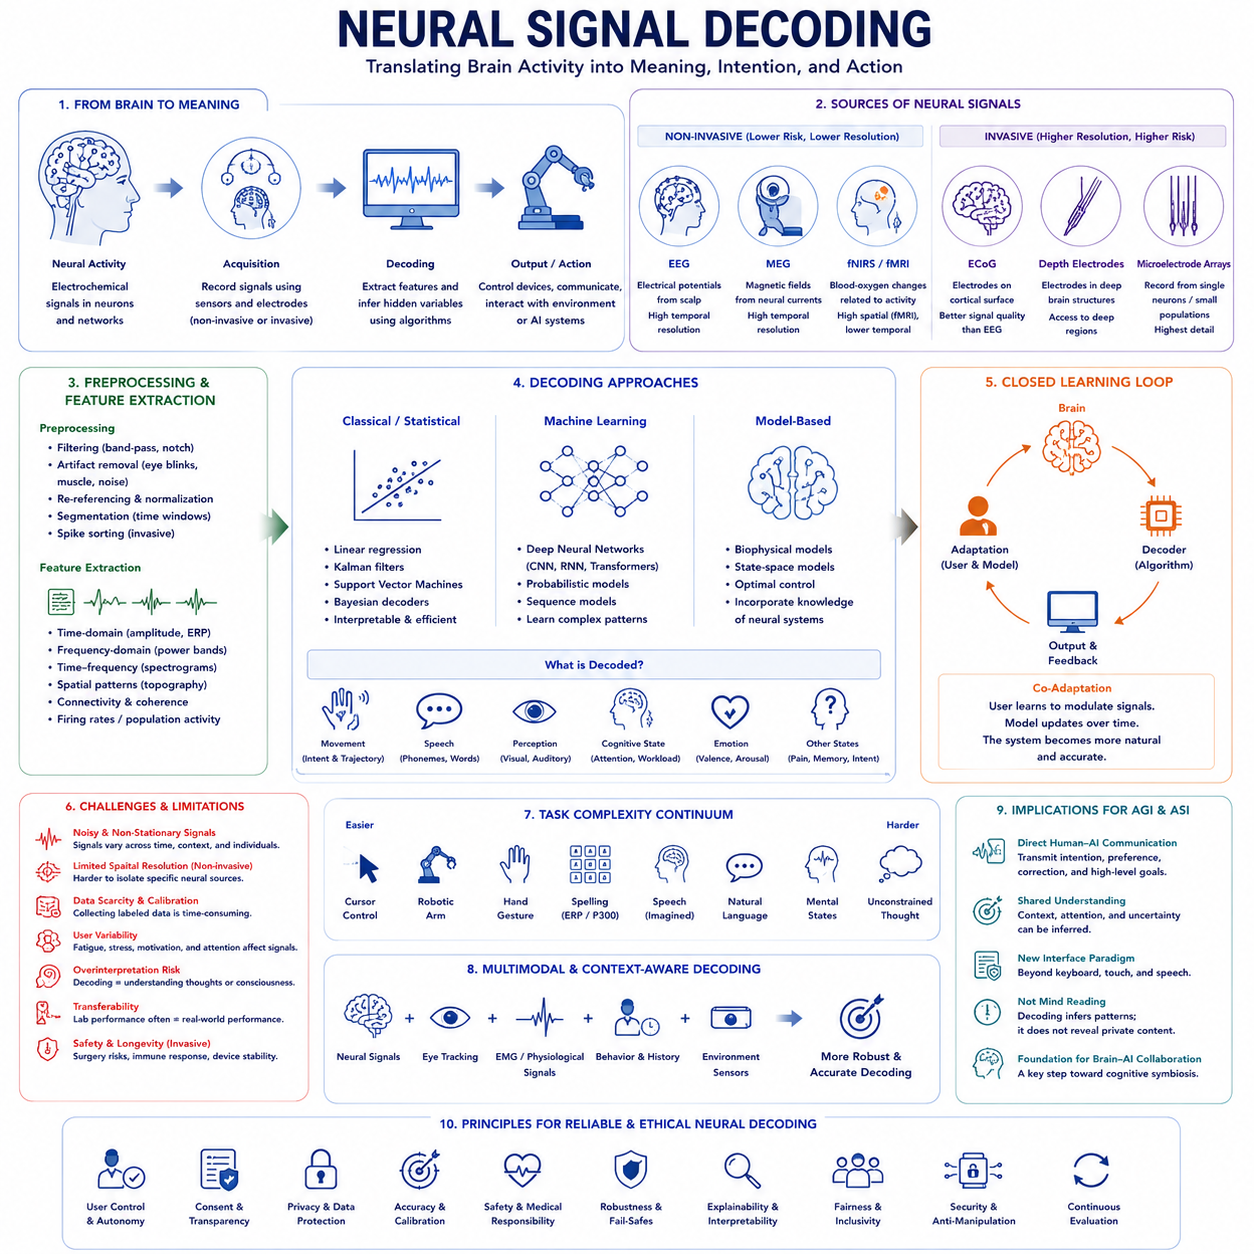 NEURAL SIGNAL DECODING
Translating Brain Activity into Meaning, Intention, and Action
1. FROM BRAIN TO MEANING
Neural Activity
Electrochemical
signals in neurons
and networks
Acquisition
Record signals using
sensors and electrodes
(non-invasive or invasive)
Decoding
Extract features and
infer hidden variables
using algorithms
Output / Action
Control devices, communicate,
interact with environment
or AI systems
2. SOURCES OF NEURAL SIGNALS
NON-INVASIVE (Lower Risk, Lower Resolution)
INVASIVE (Higher Resolution, Higher Risk)
EEG
Electrical potentials
from scalp
High temporal
resolution
MEG
Magnetic fields
from neural currents
High temporal
resolution
fNIRS / fMRI
Blood-oxygen changes
related to activity
High spatial (fMRI),
lower temporal
ECoG
Electrodes on
cortical surface
Better signal quality
than EEG
Depth Electrodes
Electrodes in deep
brain structures
Access to deep
regions
Microelectrode Arrays
Record from single
neurons / small
populations
Highest detail
3. PREPROCESSING &
FEATURE EXTRACTION
Preprocessing
• Filtering (band-pass, notch)
• Artifact removal (eye blinks,
muscle, noise)
• Re-referencing & normalization
• Segmentation (time windows)
• Spike sorting (invasive)
Feature Extraction
• Time-domain (amplitude, ERP)
• Frequency-domain (power bands)
• Time–frequency (spectrograms)
• Spatial patterns (topography)
• Connectivity & coherence
• Firing rates / population activity
4. DECODING APPROACHES
Classical / Statistical
• Linear regression
• Kalman filters
• Support Vector Machines
• Bayesian decoders
• Interpretable & efficient
Machine Learning
• Deep Neural Networks
(CNN, RNN, Transformers)
• Probabilistic models
• Sequence models
• Learn complex patterns
Model-Based
• Biophysical models
• State-space models
• Optimal control
• Incorporate knowledge
of neural systems
What is Decoded?
Movement
(Intent & Trajectory)
Speech
(Phonemes, Words)
Perception
(Visual, Auditory)
Cognitive State
(Attention, Workload)
Emotion
(Valence, Arousal)
?
Other States
(Pain, Memory, Intent)
5. CLOSED LEARNING LOOP
Brain
Adaptation
(User & Model)
Decoder
(Algorithm)
Output &
Feedback
Co-Adaptation
User learns to modulate signals.
Model updates over time.
The system becomes more natural
and accurate.
6. CHALLENGES & LIMITATIONS
Noisy & Non-Stationary Signals
Signals vary across time, context, and individuals.
Limited Spaital Resolution (Non-invasive)
Harder to isolate specific neural sources.
Data Scarcity & Calibration
Collecting labeled data is time-consuming.
User Variability
Fatigue, stress, motivation, and attention affect signals.
Overinterpretation Risk
Decoding = understanding thoughts or consciousness.
Transferability
Lab performance often = real-world performance.
Safety & Longevity (Invasive)
Surgery risks, immune response, device stability.
7. TASK COMPLEXITY CONTINUUM
Easier
Harder
Cursor
Control
Robotic
Arm
Hand
Gesture
Spelling
(ERP / P300)
Speech
(Imagined)
Natural
Language
Mental
States
Unconstrained
Thought
8. MULTIMODAL & CONTEXT-AWARE DECODING
+ + + +
Neural Signals
Eye Tracking
EMG / Physiological
Signals
Behavior & History
Environment
Sensors
More Robust &
Accurate Decoding
9. IMPLICATIONS FOR AGI & ASI
Direct Human–AI Communication
Transmit intention, preference,
correction, and high-level goals.
Shared Understanding
Context, attention, and uncertainty
can be inferred.
New Interface Paradigm
Beyond keyboard, touch, and speech.
Not Mind Reading
Decoding infers patterns;
it does not reveal private content.
Foundation for Brain–AI Collaboration
A key step toward cognitive symbiosis.
10. PRINCIPLES FOR RELIABLE & ETHICAL NEURAL DECODING
User Control
& Autonomy
Consent &
Transparency
Privacy & Data
Protection
Accuracy &
Calibration
Safety & Medical
Responsibility
Robustness &
Fail-Safes
Explainability &
Interpretability
Fairness &
Inclusivity
Security &
Anti-Manipulation
Continuous
Evaluation